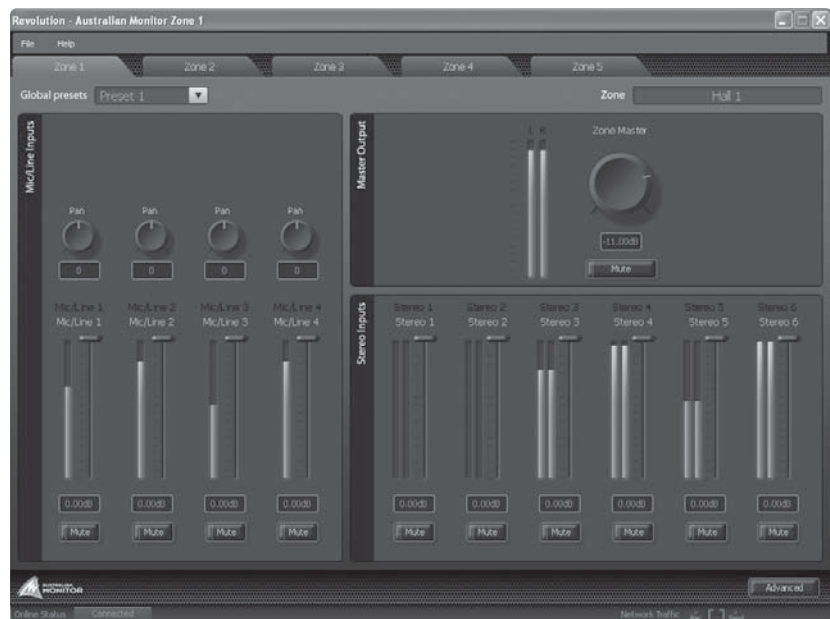 Revolution - Australian Monitor Zone 1
File Help
Zone 1 Zone 2 Zone 3 Zone 4 Zone 5
Global presets Preset-1 Zone Hall 1
Mic/Line Inputs
Pan Pan Pan Pan
0 0 0 0
Mic/Line 1 Mic/Line 2 Mic/Line 3 Mic/Line 4
Mic/Line 1 Mic/Line 2 Mic/Line 3 Mic/Line 4
0.00dB 0.00dB 0.00dB 0.00dB
Mute Mute Mute Mute
Master Output
L R
Zone Master
-11.00dB
Mute
Stereo Inputs
Stereo 1 Stereo 2 Stereo 3 Stereo 4 Stereo 5 Stereo 6
Stereo 1 Stereo 2 Stereo 3 Stereo 4 Stereo 5 Stereo 6
0.00dB 0.00dB 0.00dB 0.00dB 0.00dB 0.00dB
Mute Mute Mute Mute Mute Mute
AUSTRALIAN
MONITOR
Advanced
Online Status Connected Network Traffic